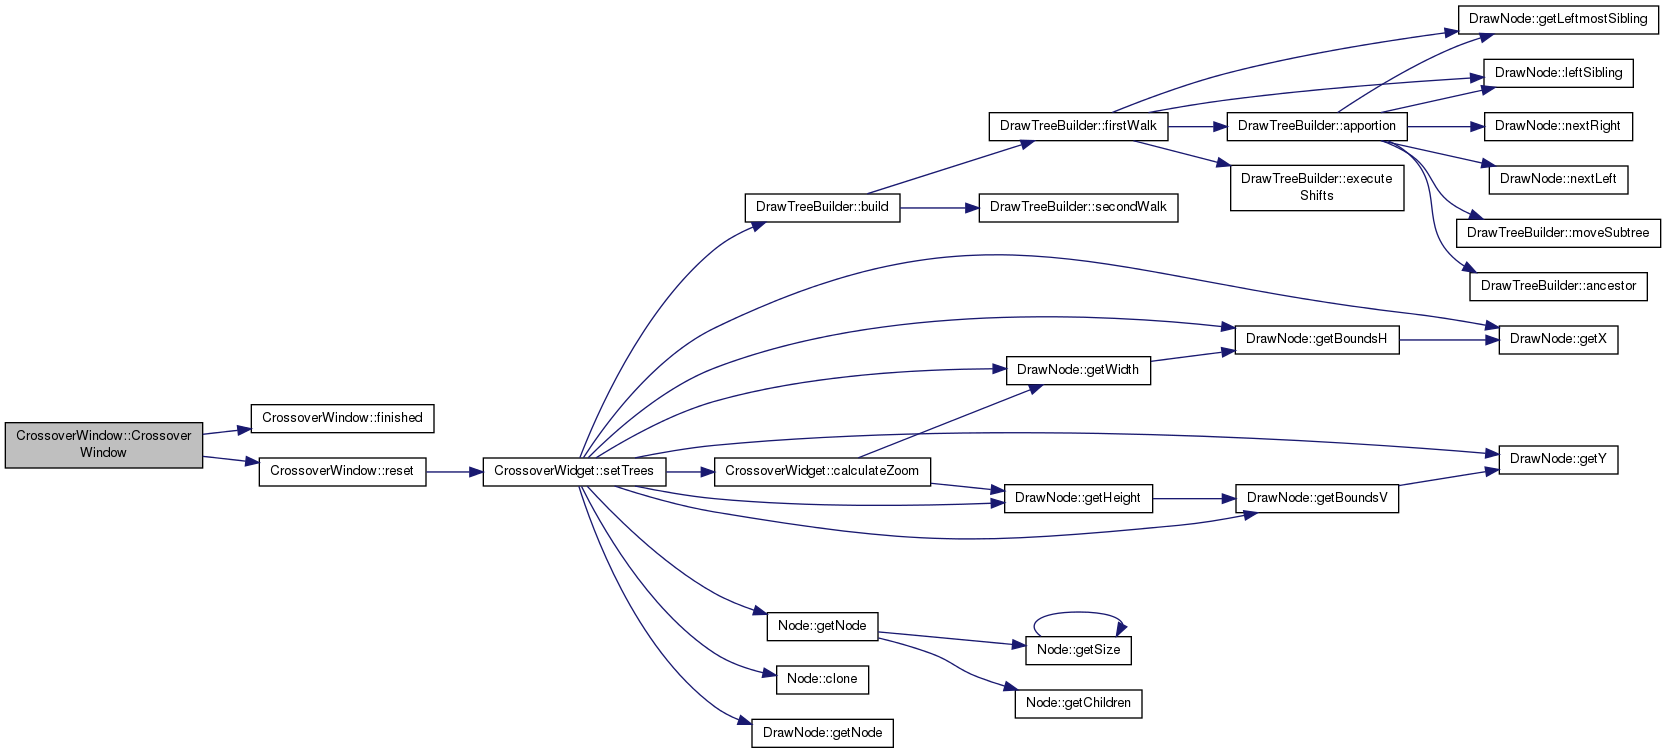 DrawNode::getLeftmostSibling
DrawNode::leftSibling
DrawTreeBuilder::firstWalk
DrawTreeBuilder::apportion
DrawNode::nextRight
DrawTreeBuilder::execute
Shifts
DrawNode::nextLeft
DrawTreeBuilder::build
DrawTreeBuilder::secondWalk
DrawTreeBuilder::moveSubtree
DrawTreeBuilder::ancestor
DrawNode::getBoundsH
DrawNode::getX
DrawNode::getWidth
CrossoverWindow::finished
CrossoverWindow::Crossover
Window
CrossoverWindow::reset
CrossoverWidget::setTrees
CrossoverWidget::calculateZoom
DrawNode::getY
DrawNode::getHeight
DrawNode::getBoundsV
Node::getNode
Node::getSize
Node::clone
Node::getChildren
DrawNode::getNode